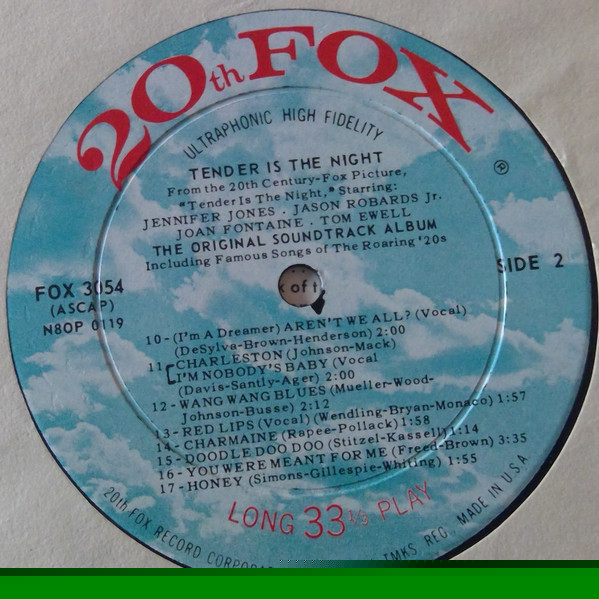 20th FOX
ULTRAPHONIC HIGH FIDELITY
TENDER IS THE NIGHT
From the 20th Century-Fox Picture,
"Tender Is The Night," Starring:
JENNIFER JONES . JASON ROBARDS Jr.
JOAN FONTAINE . TOM EWELL
THE ORIGINAL SOUNDTRACK ALBUM
Including Famous Songs of The Roaring '20s
℗
FOX 3054
(ASCAP)
N8OP 0119
SIDE 2
of
10-(I'm A Dreamer) AREN'T WE ALL? (Vocal)
(DeSylva-Brown-Henderson) 2:00
11 CHARLESTON (Johnson-Mack)
I'M NOBODY'S BABY (Vocal
(Davis-Santly-Ager) 2:00
12-WANG WANG BLUES (Mueller-Wood-
Johnson-Busse) 2:12
13-RED LIPS (Vocal) (Wendling-Bryan-Monaco) 1:57
14-CHARMAINE (Rapee-Pollack) 1:58
15-DOODLE DOO DOO (Stitzel-Kassell) 1:14
16-YOU WERE MEANT FOR ME (Freed-Brown) 3:35
17-HONEY (Simons-Gillespie-Whiting) 1:55
LONG 33 1/3 PLAY
20th FOX RECORD TMKS. REG. MADE IN U.S.A.